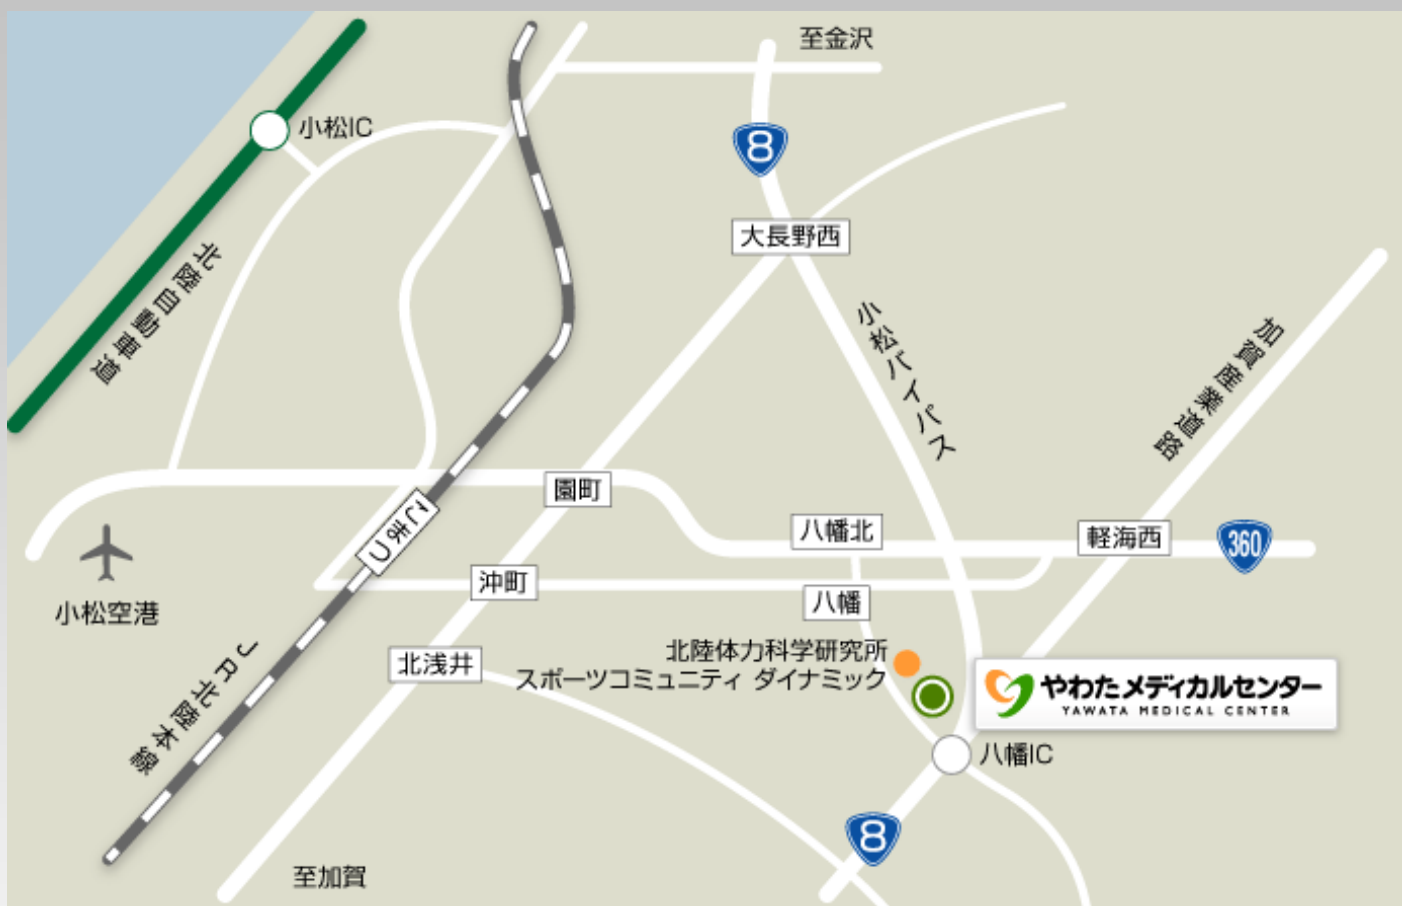 至金沢
小松IC
8
大長野西
北陸自動車道
小松バイパス
加賀産業道路
園町
こまつ
八幡北
軽海西
360
沖町
八幡
小松空港
北陸体力科学研究所
スポーツコミュニティ ダイナミック
北浅井
やわたメディカルセンター
YAWATA MEDICAL CENTER
JR北陸本線
八幡IC
8
至加賀